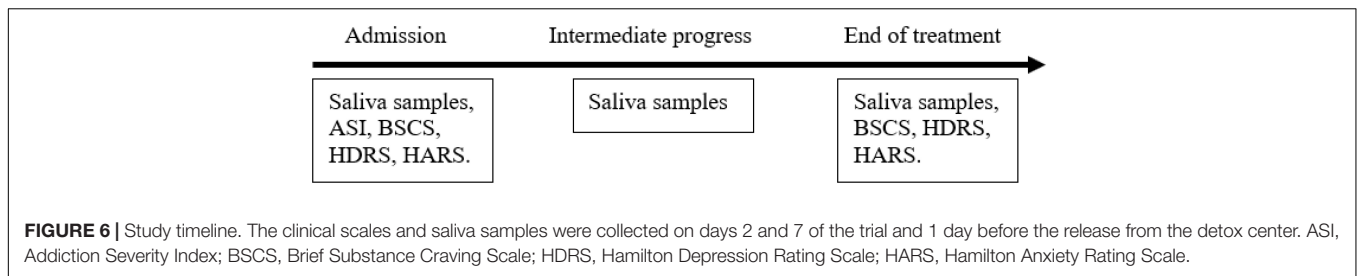 Admission Intermediate progress End of treatment
Saliva samples,
ASI, BSCS,
HDRS, HARS.
Saliva samples
Saliva samples,
BSCS, HDRS,
HARS.
FIGURE 6 | Study timeline. The clinical scales and saliva samples were collected on days 2 and 7 of the trial and 1 day before the release from the detox center. ASI,
Addiction Severity Index; BSCS, Brief Substance Craving Scale; HDRS, Hamilton Depression Rating Scale; HARS, Hamilton Anxiety Rating Scale.